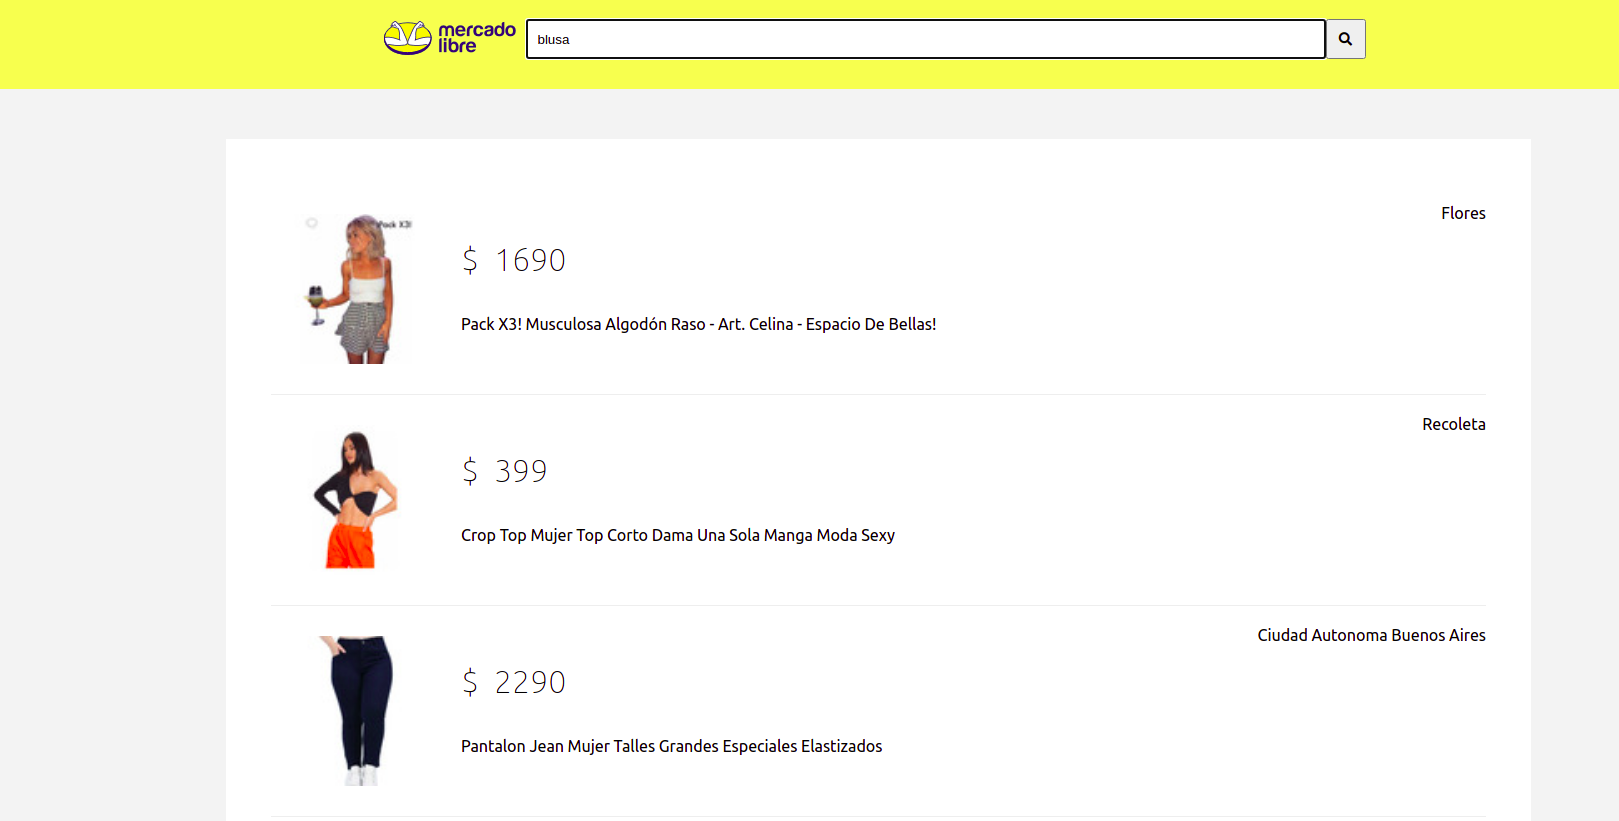 mercado
libre
blusa
Pack X3!
Flores
$ 1690
Pack X3! Musculosa Algodón Raso - Art. Celina - Espacio De Bellas!
Recoleta
$ 399
Crop Top Mujer Top Corto Dama Una Sola Manga Moda Sexy
Ciudad Autonoma Buenos Aires
$ 2290
Pantalon Jean Mujer Talles Grandes Especiales Elastizados